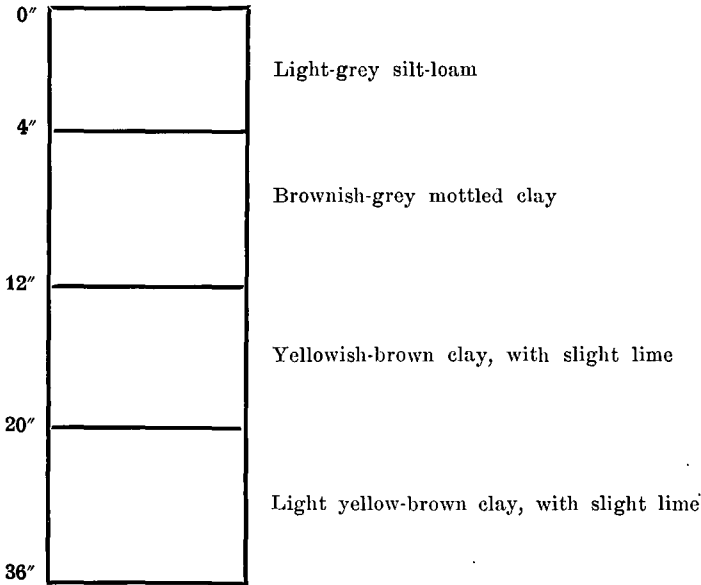 0″
Light-grey silt-loam
4″
Brownish-grey mottled clay
12″
Yellowish-brown clay, with slight lime
20″
Light yellow-brown clay, with slight lime
36″